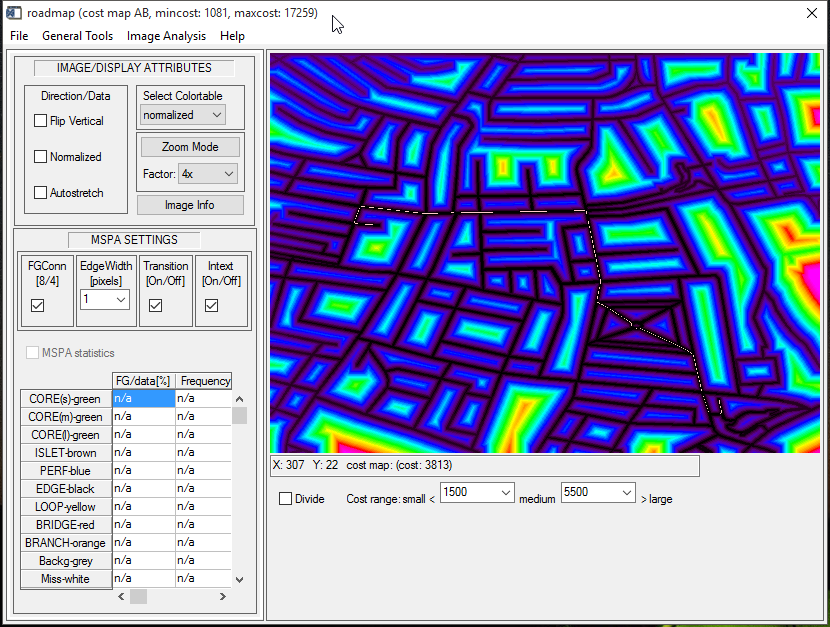 roadmap (cost map AB, mincost: 1081, maxcost: 17259)
File General Tools Image Analysis Help
IMAGE/DISPLAY ATTRIBUTES
Direction/Data
Flip Vertical
Normalized
Autostretch
Select Colortable
normalized
Zoom Mode
Factor: 4x
Image Info
MSPA SETTINGS
FGConn
[8/4]
EdgeWidth
[pixels]
1
Transition
[On/Off]
Intext
[On/Off]
MSPA statistics
FG/data[%] Frequency
CORE(s)-green n/a n/a
CORE(m)-green n/a n/a
CORE(l)-green n/a n/a
ISLET-brown n/a n/a
PERF-blue n/a n/a
EDGE-black n/a n/a
LOOP-yellow n/a n/a
BRIDGE-red n/a n/a
BRANCH-orange n/a n/a
Backg-grey n/a n/a
Miss-white n/a n/a
X: 307 Y: 22 cost map: (cost: 3813)
Divide Cost range: small < 1500 medium 5500 > large